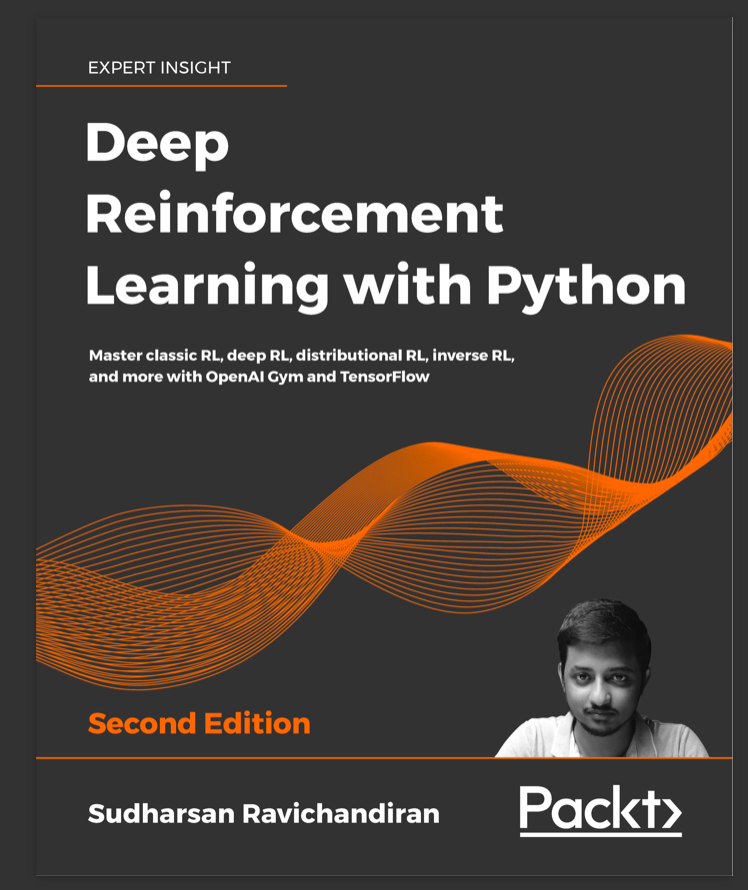 EXPERT INSIGHT
Deep
Reinforcement
Learning with Python
Master classic RL, deep RL, distributional RL, inverse RL,
and more with OpenAI Gym and TensorFlow
Second Edition
Sudharsan Ravichandiran
Packt>